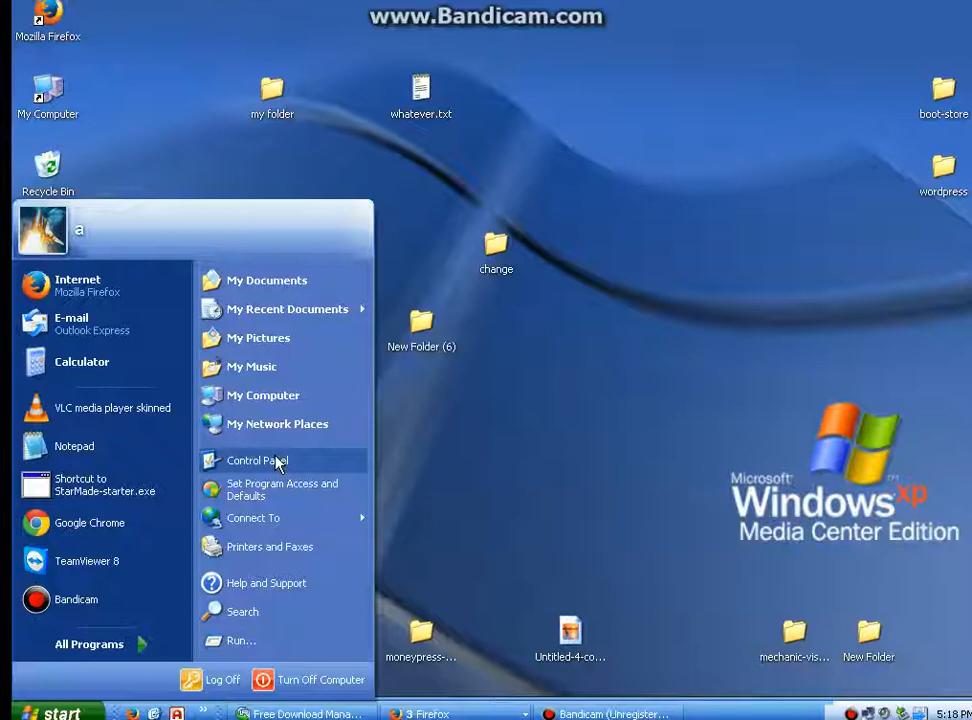 www.Bandicam.com
Mozilla Firefox
My Computer
my folder
whatever.txt
boot-store
Recycle Bin
wordpress
change
New Folder (6)
a
Internet
Mozilla Firefox
E-mail
Outlook Express
Calculator
VLC media player skinned
Notepad
Shortcut to
StarMade-starter.exe
Google Chrome
TeamViewer 8
Bandicam
All Programs
My Documents
My Recent Documents
My Pictures
My Music
My Computer
My Network Places
Control Panel
Set Program Access and
Defaults
Connect To
Printers and Faxes
Help and Support
Search
Run...
Log Off
Turn Off Computer
Microsoft
Windows xp
Media Center Edition
moneypress-...
Untitled-4-co...
mechanic-vis...
New Folder
start
Free Download Mana...
3 Firefox
Bandicam (Unregister...
5:18 PM